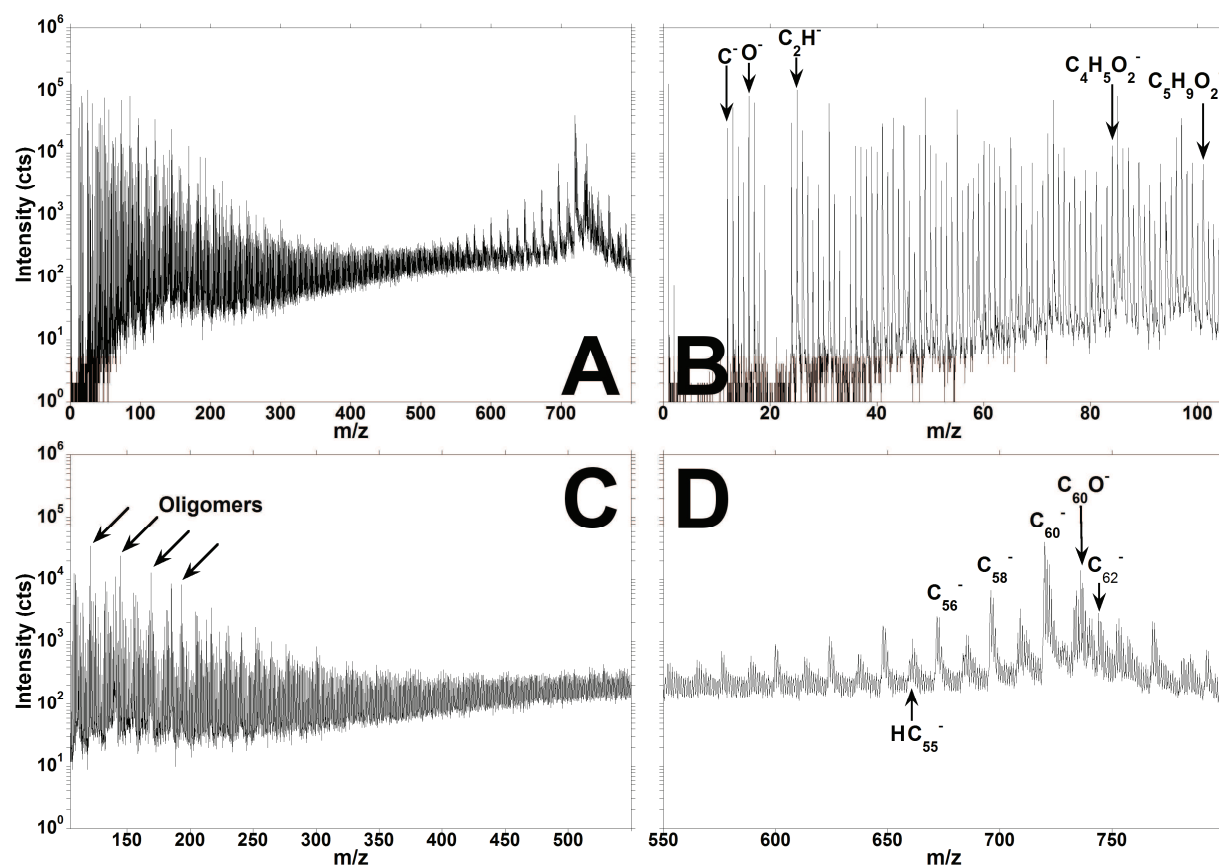 10⁶
10⁵
10⁴
10³
10²
10¹
10⁰
Intensity (cts)
0 100 200 300 400 500 600 700
m/z
A
C⁻ O⁻
C₂H⁻
C₄H₅O₂⁻
C₅H₉O₂
0 20 40 60 80 100
m/z
B
10⁶
10⁵
10⁴
10³
10²
10¹
10⁰
Intensity (cts)
Oligomers
150 200 250 300 350 400 450 500
m/z
C
D
C₆₀O⁻
C₆₀⁻
C₆₂⁻
C₅₈⁻
C₅₆⁻
HC₅₅⁻
550 600 650 700 750
m/z